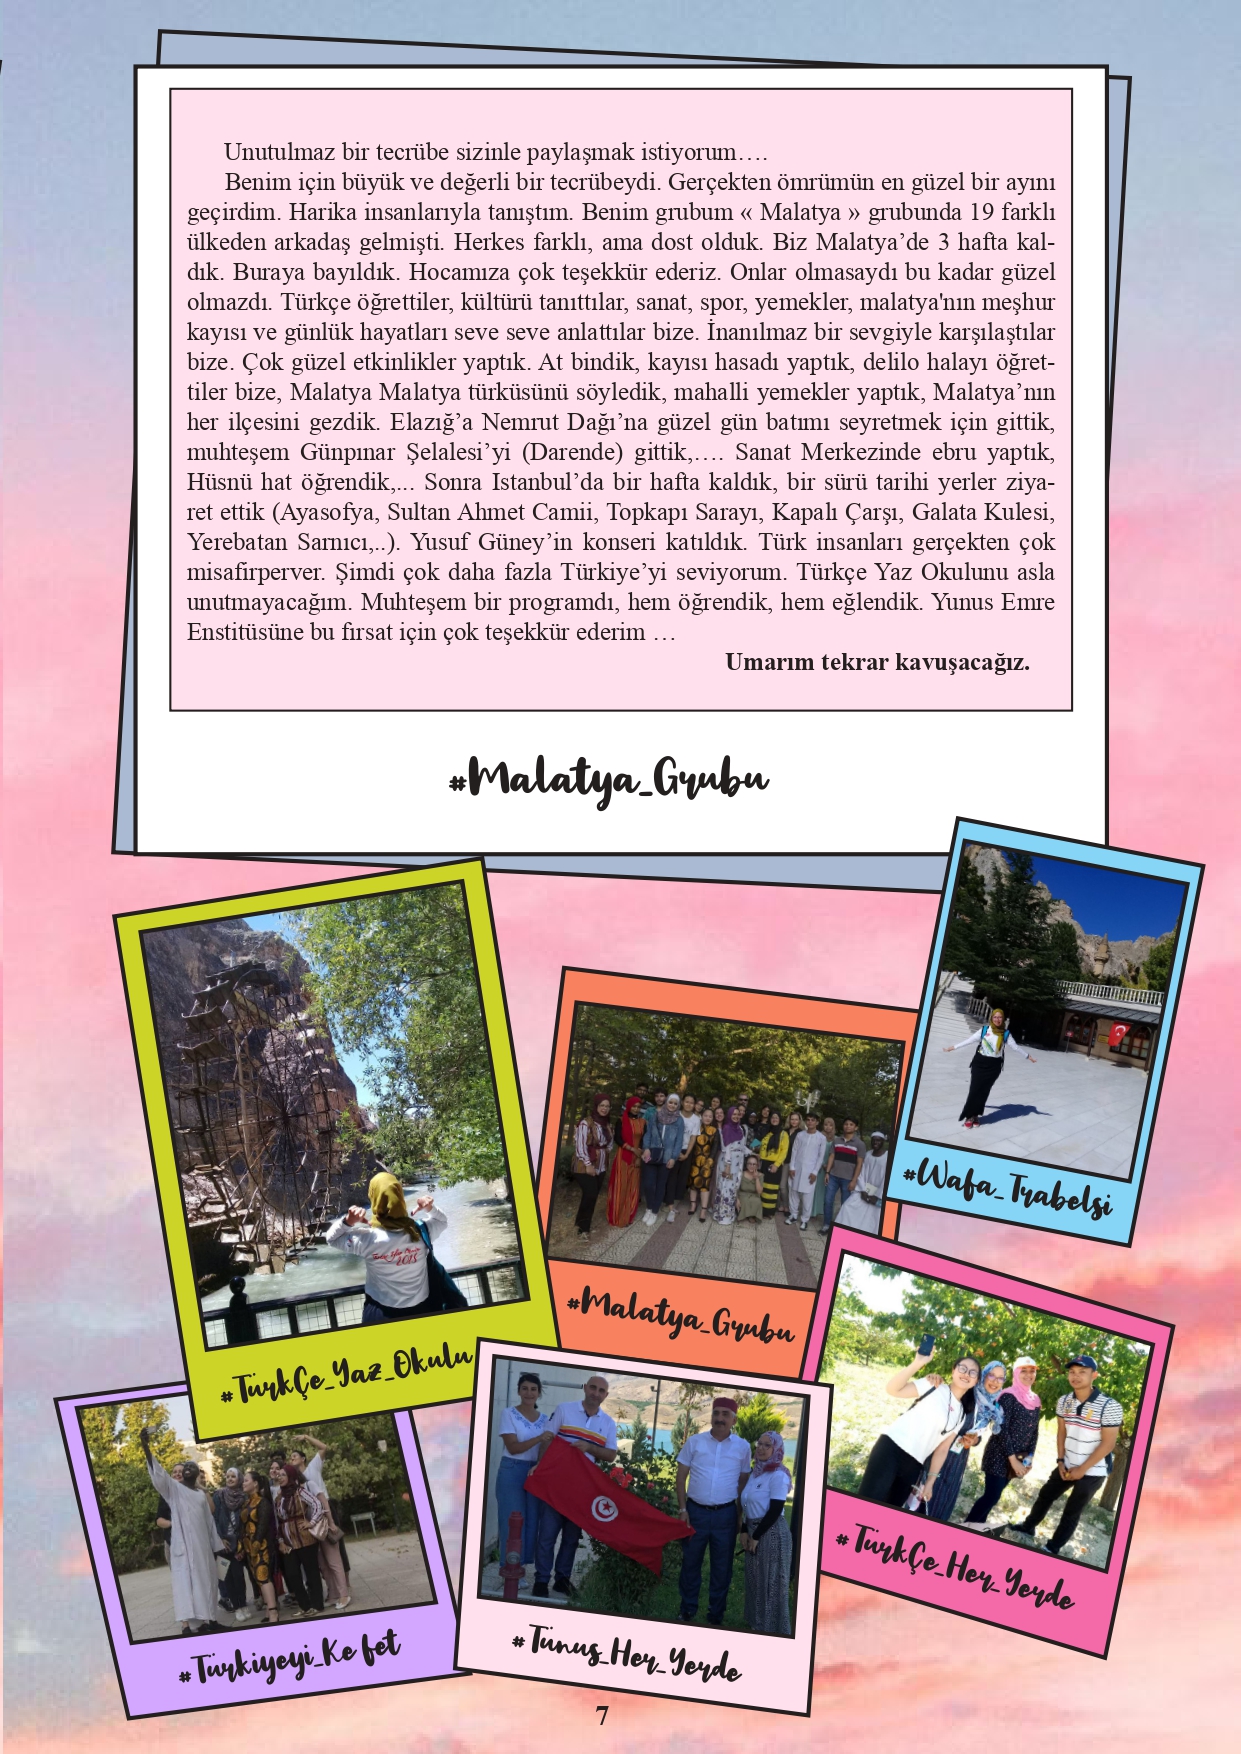 Unutulmaz bir tecrübe sizinle paylaşmak istiyorum….
Benim için büyük ve değerli bir tecrübeydi. Gerçekten ömrümün en güzel bir ayını
geçirdim. Harika insanlarıyla tanıştım. Benim grubum « Malatya » grubunda 19 farklı
ülkeden arkadaş gelmişti. Herkes farklı, ama dost olduk. Biz Malatya’de 3 hafta kal-
dık. Buraya bayıldık. Hocamıza çok teşekkür ederiz. Onlar olmasaydı bu kadar güzel
olmazdı. Türkçe öğrettiler, kültürü tanıttılar, sanat, spor, yemekler, malatya'nın meşhur
kayısı ve günlük hayatları seve seve anlattılar bize. İnanılmaz bir sevgiyle karşılaştılar
bize. Çok güzel etkinlikler yaptık. At bindik, kayısı hasadı yaptık, delilo halayı öğret-
tiler bize, Malatya Malatya türküsünü söyledik, mahalli yemekler yaptık, Malatya’nın
her ilçesini gezdik. Elazığ’a Nemrut Dağı’na güzel gün batımı seyretmek için gittik,
muhteşem Günpınar Şelalesi’yi (Darende) gittik,…. Sanat Merkezinde ebru yaptık,
Hüsnü hat öğrendik,... Sonra Istanbul’da bir hafta kaldık, bir sürü tarihi yerler ziya-
ret ettik (Ayasofya, Sultan Ahmet Camii, Topkapı Sarayı, Kapalı Çarşı, Galata Kulesi,
Yerebatan Sarnıcı,..). Yusuf Güney’in konseri katıldık. Türk insanları gerçekten çok
misafirperver. Şimdi çok daha fazla Türkiye’yi seviyorum. Türkçe Yaz Okulunu asla
unutmayacağım. Muhteşem bir programdı, hem öğrendik, hem eğlendik. Yunus Emre
Enstitüsüne bu fırsat için çok teşekkür ederim …
Umarım tekrar kavuşacağız.
#Malatya_Grubu
#Wafa_Trabelsi
#Malatya_Grubu
#TürkÇe_Yaz_Okulu
#TürkÇe_Her_Yerde
#Türkiyeyi_Ke fet
#Tunus_Her_Yerde
7